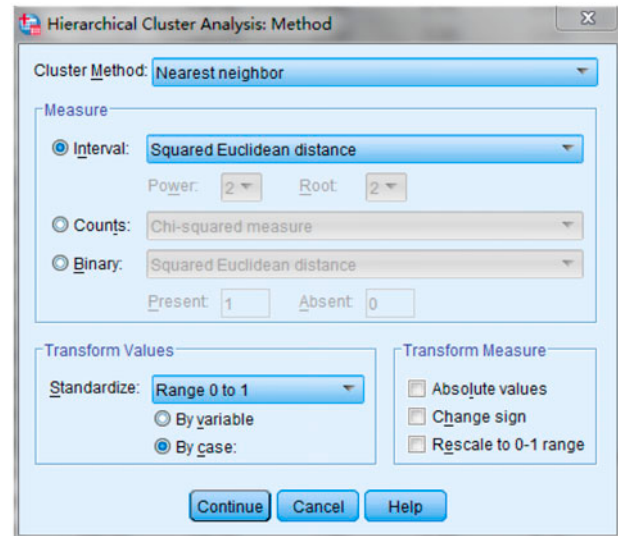 Hierarchical Cluster Analysis: Method
Cluster Method: Nearest neighbor
Measure
Interval: Squared Euclidean distance
Power: 2 Root: 2
Counts: Chi-squared measure
Binary: Squared Euclidean distance
Present: 1 Absent: 0
Transform Values
Standardize: Range 0 to 1
By variable
By case:
Transform Measure
Absolute values
Change sign
Rescale to 0-1 range
Continue Cancel Help